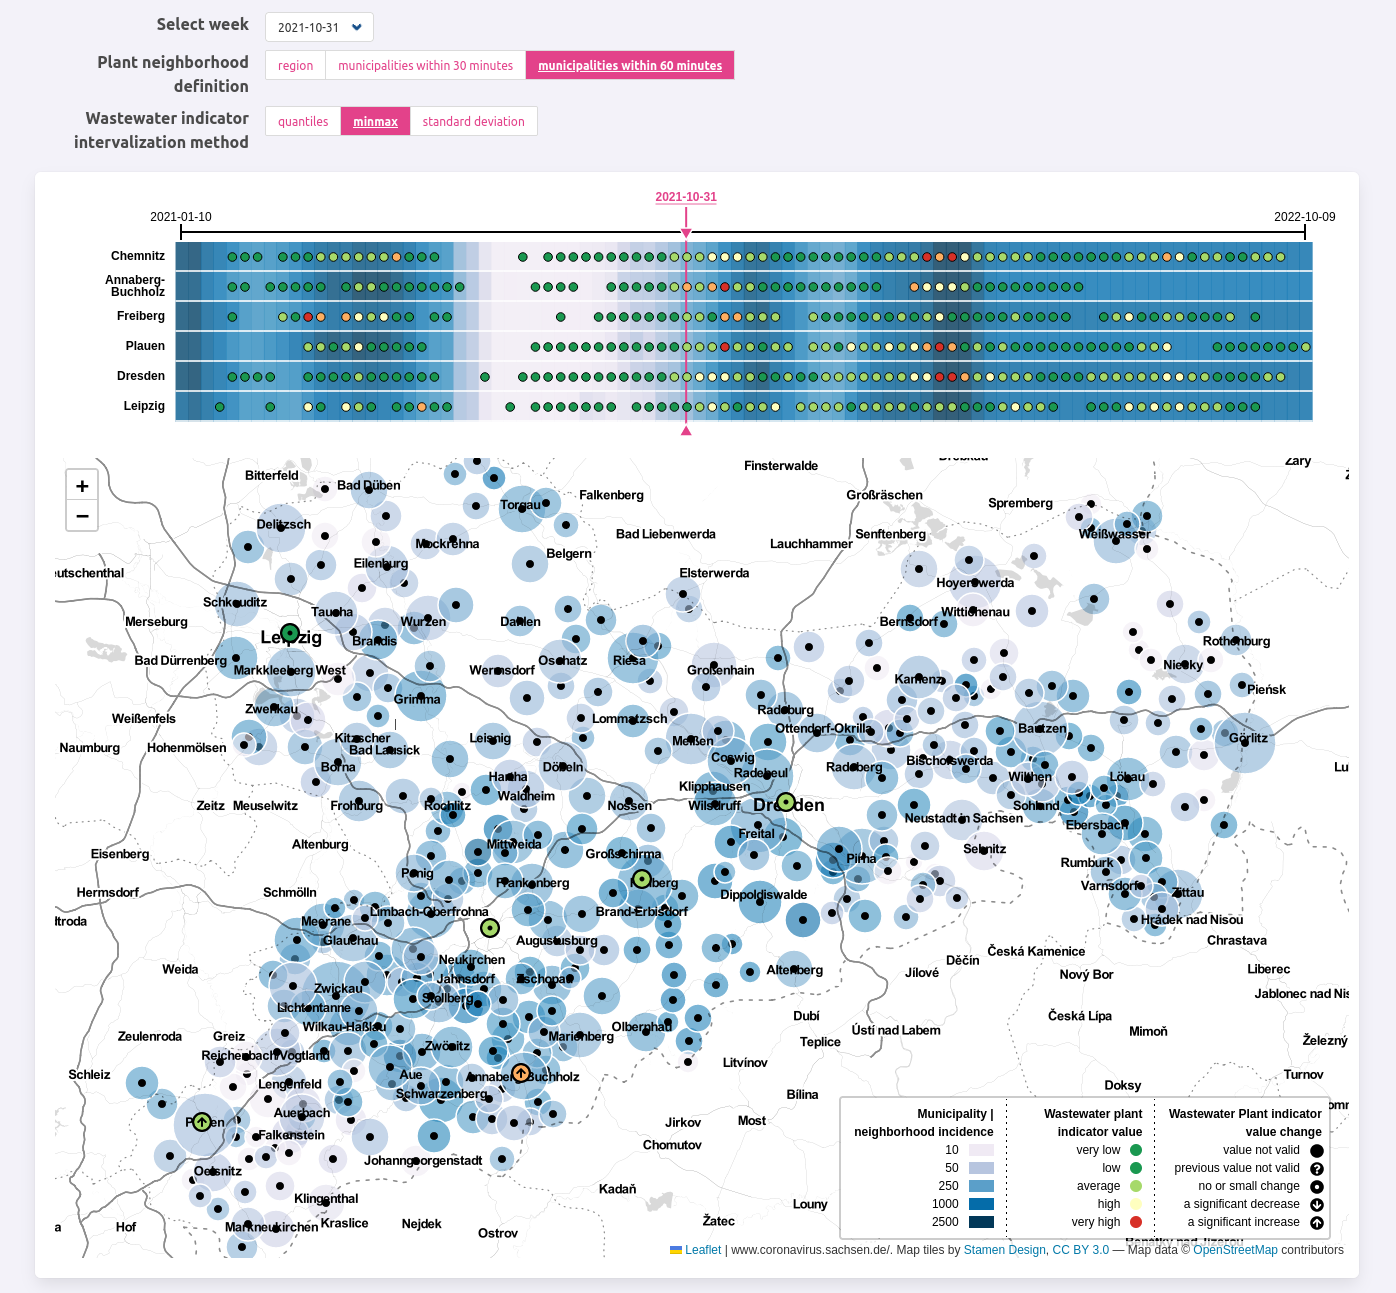 Select week
2021-10-31
Plant neighborhood
definition
region
municipalities within 30 minutes
municipalities within 60 minutes
Wastewater indicator
intervalization method
quantiles
minmax
standard deviation
2021-10-31
2021-01-10
2022-10-09
Chemnitz
Annaberg-
Buchholz
Freiberg
Plauen
Dresden
Leipzig
+
−
Bitterfeld
Bad Düben
Finsterwalde
Falkenberg
Großräschen
Spremberg
Torgau
Delitzsch
Bad Liebenwerda
Senftenberg
Weißwasser
Lauchhammer
Mockrehna
Belgern
Eilenburg
Elsterwerda
Hoyerswerda
Schkeuditz
Merseburg
Taucha
Wurzen
Dahlen
Bernsdorf
Wittichenau
Leipzig
Brandis
Rothenburg
Bad Dürrenberg
Markkleeberg West
Wermsdorf
Oschatz
Riesa
Großenhain
Kamenz
Niesky
Pieńsk
Grimma
Zwenkau
Weißenfels
Lommatzsch
Radeburg
Ottendorf-Okrilla
Bautzen
Görlitz
Naumburg
Hohenmölsen
Kitzscher
Bad Lausick
Leisnig
Meißen
Coswig
Radebeul
Borna
Hartha
Döbeln
Radeberg
Bischofswerda
Wilthen
Löbau
Klipphausen
Waldheim
Zeitz
Meuselwitz
Frohburg
Rochlitz
Nossen
Wilsdruff
Dresden
Sohland
Neustadt in Sachsen
Ebersbach
Freital
Altenburg
Mittweida
Großschirma
Eisenberg
Pirna
Sebnitz
Rumburk
Penig
Frankenberg
Freiberg
Varnsdorf
Zittau
Hermsdorf
Schmölln
Dippoldiswalde
Limbach-Oberfrohna
Brand-Erbisdorf
Meerane
Hrádek nad Nisou
Glauchau
Augustusburg
Chrastava
Česká Kamenice
Neukirchen
Děčín
Weida
Altenberg
Jílové
Nový Bor
Liberec
Jahnsdorf
Zschopau
Zwickau
Stollberg
Lichtentanne
Dubí
Česká Lípa
Wilkau-Haßlau
Olbernhau
Ústí nad Labem
Mimoň
Zeulenroda
Greiz
Marienberg
Teplice
Reichenbach/Vogtland
Zwönitz
Litvínov
Schleiz
Aue
Annaberg-Buchholz
Turnov
Lengenfeld
Schwarzenberg
Bílina
Doksy
Auerbach
Plauen
Jirkov
Most
Falkenstein
Chomutov
Johanngeorgenstadt
Oelsnitz
Kadaň
Klingenthal
Louny
Hof
Markneukirchen
Kraslice
Nejdek
Ostrov
Žatec
Municipality |
neighborhood incidence
10
50
250
1000
2500
Wastewater plant
indicator value
very low
low
average
high
very high
Wastewater Plant indicator
value change
value not valid
previous value not valid
?
no or small change
a significant decrease
a significant increase
Leaflet | www.coronavirus.sachsen.de/. Map tiles by Stamen Design, CC BY 3.0 — Map data © OpenStreetMap contributors